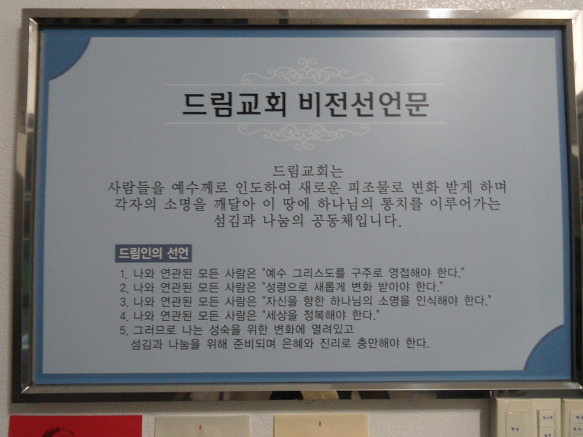 드림교회 비전선언문
드림교회는
사람들을 예수께로 인도하여 새로운 피조물로 변화 받게 하며
각자의 소명을 깨달아 이 땅에 하나님의 통치를 이루어가는
섬김과 나눔의 공동체입니다.
드림인의 선언
1. 나와 연관된 모든 사람은 "예수 그리스도를 구주로 영접해야 한다."
2. 나와 연관된 모든 사람은 "성령으로 새롭게 변화 받아야 한다."
3. 나와 연관된 모든 사람은 "자신을 향한 하나님의 소명을 인식해야 한다."
4. 나와 연관된 모든 사람은 "세상을 정복해야 한다."
5. 그러므로 나는 성숙을 위한 변화에 열려있고
섬김과 나눔을 위해 준비되며 은혜와 진리로 충만해야 한다.